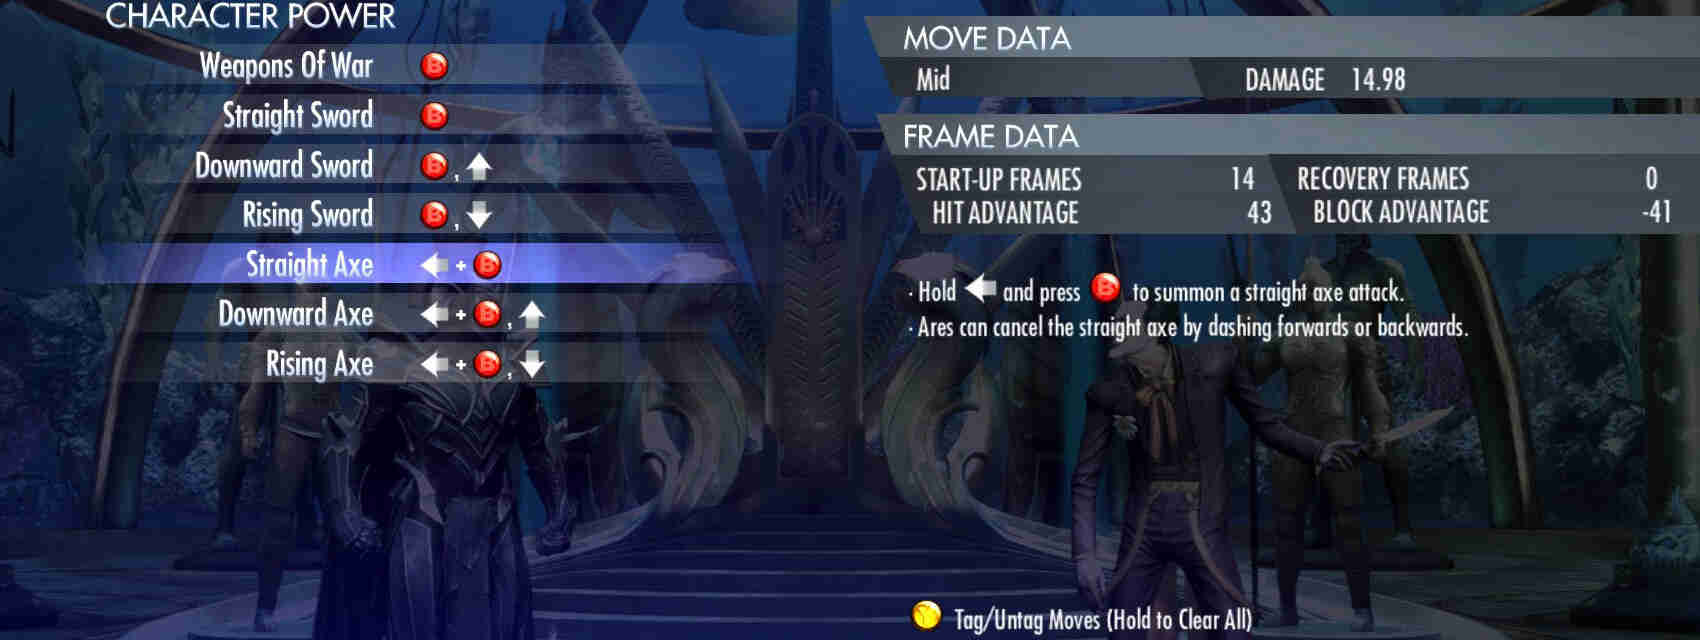 CHARACTER POWER
Weapons Of War B
Straight Sword B
Downward Sword B ,
Rising Sword B ,
Straight Axe + B
Downward Axe + B ,
Rising Axe + B ,
MOVE DATA
Mid DAMAGE 14.98
FRAME DATA
START-UP FRAMES 14 RECOVERY FRAMES 0
HIT ADVANTAGE 43 BLOCK ADVANTAGE -41
· Hold and press B to summon a straight axe attack.
· Ares can cancel the straight axe by dashing forwards or backwards.
Y Tag/Untag Moves (Hold to Clear All)